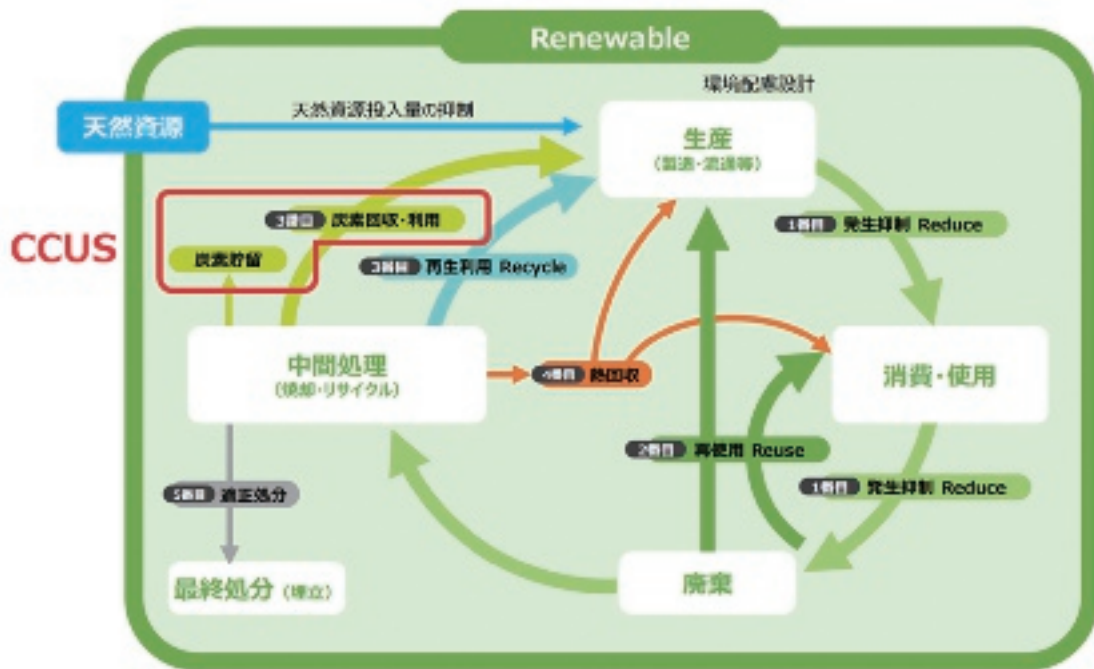 Renewable
環境配慮設計
天然資源
天然資源投入量の抑制
生産
(製造・流通等)
CCUS
3番目 炭素回収・利用
1番目 発生抑制 Reduce
炭素貯留
3番目 再生利用 Recycle
中間処理
(焼却・リサイクル)
4番目 熱回収
消費・使用
2番目 再使用 Reuse
1番目 発生抑制 Reduce
5番目 適正処分
最終処分 (埋立)
廃棄